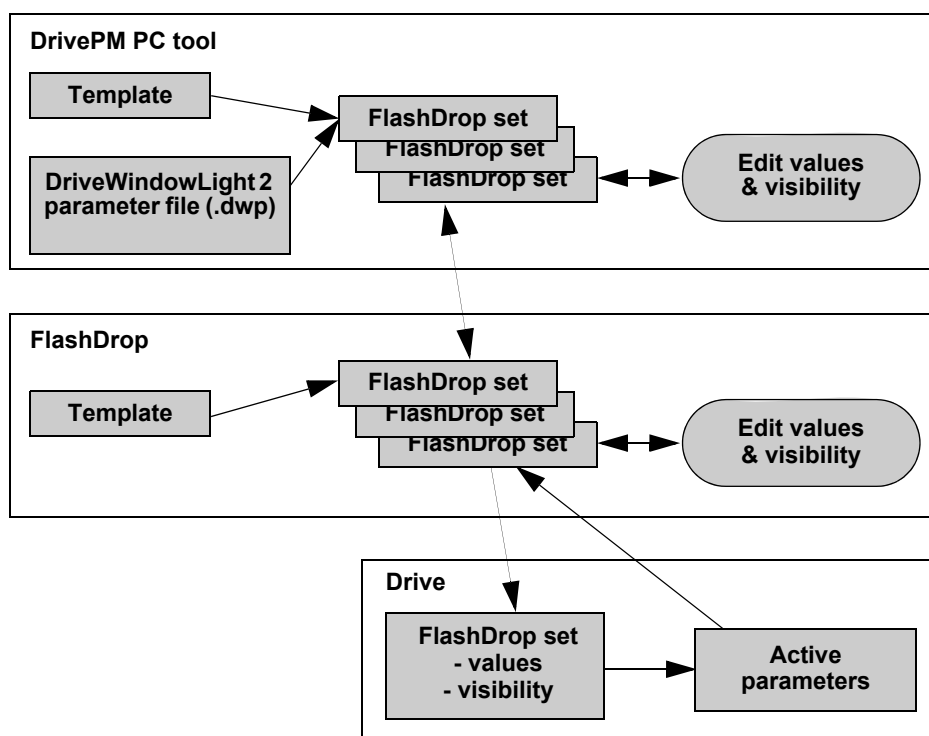 DrivePM PC tool
Template
FlashDrop set
FlashDrop set
FlashDrop set
DriveWindowLight 2
parameter file (.dwp)
Edit values
& visibility
FlashDrop
Template
FlashDrop set
FlashDrop set
FlashDrop set
Edit values
& visibility
Drive
FlashDrop set
- values
- visibility
Active
parameters